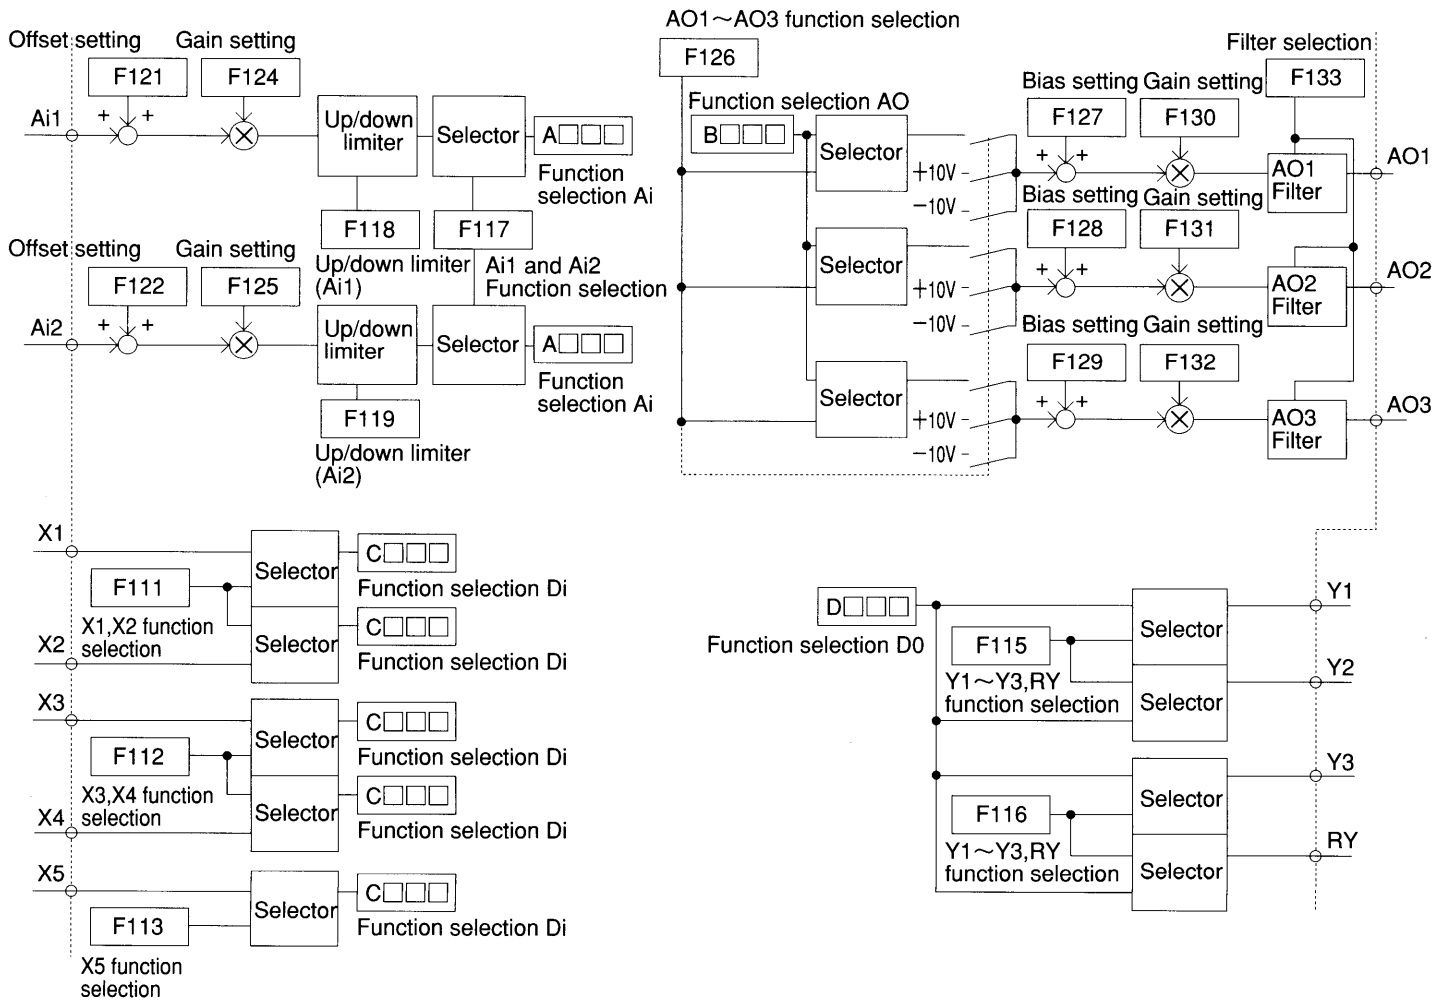 Offset setting
Gain setting
F121
F124
Ai1
+ +
Up/down
limiter
Selector
A□□□
Function
selection Ai
F118
F117
Up/down limiter
(Ai1)
Ai1 and Ai2
Function selection
Offset setting
Gain setting
F122
F125
Ai2
+ +
Up/down
limiter
Selector
A□□□
Function
selection Ai
F119
Up/down limiter
(Ai2)
AO1～AO3 function selection
F126
Function selection AO
B□□□
Selector
+10V
−10V
Selector
+10V
−10V
Selector
+10V
−10V
Filter selection
F133
Bias setting
Gain setting
F127
F130
+ +
AO1
Filter
AO1
Bias setting
Gain setting
F128
F131
+ +
AO2
Filter
AO2
Bias setting
Gain setting
F129
F132
+ +
AO3
Filter
AO3
X1
Selector
C□□□
Function selection Di
F111
X1,X2 function
selection
Selector
C□□□
Function selection Di
X2
X3
Selector
C□□□
Function selection Di
F112
X3,X4 function
selection
Selector
C□□□
Function selection Di
X4
X5
Selector
C□□□
Function selection Di
F113
X5 function
selection
D□□□
Function selection D0
F115
Y1～Y3,RY
function selection
Selector
Selector
Y1
Y2
F116
Y1～Y3,RY
function selection
Selector
Selector
Y3
RY